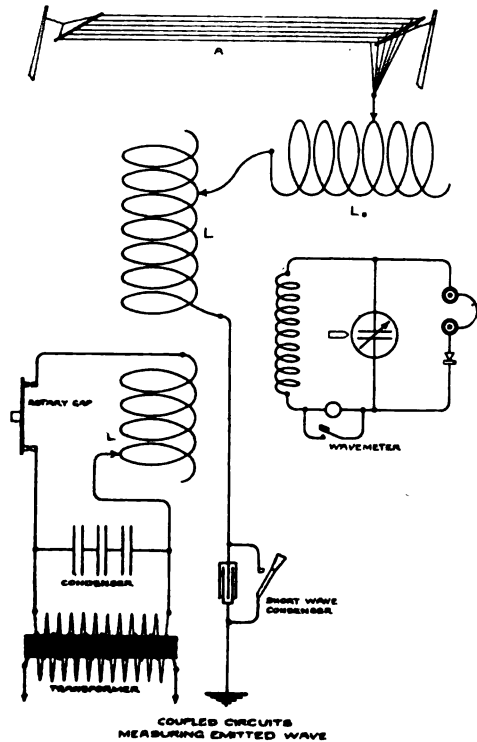 A
L
L.
ROTARY GAP
L
WAVEMETER
CONDENSER
SHORT WAVE
CONDENSER
TRANSFORMER
COUPLED CIRCUITS
MEASURING EMITTED WAVE